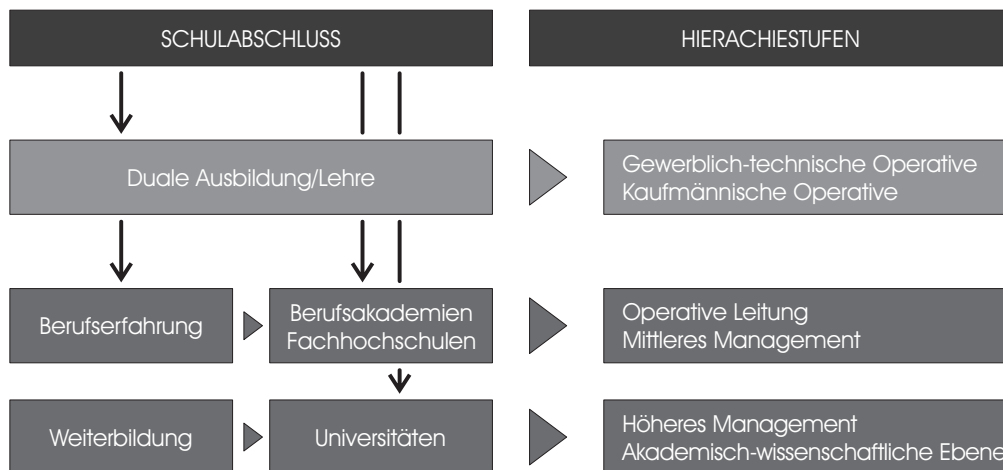 SCHULABSCHLUSS
HIERACHIESTUFEN
Duale Ausbildung/Lehre
Gewerblich-technische Operative
Kaufmännische Operative
Berufserfahrung
Berufsakademien
Fachhochschulen
Operative Leitung
Mittleres Management
Weiterbildung
Universitäten
Höheres Management
Akademisch-wissenschaftliche Ebene